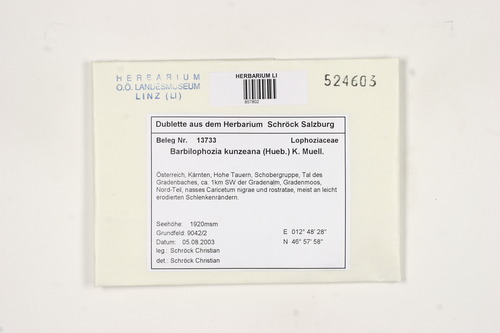 HERBARIUM
O.Ö. LANDESMUSEUM
LINZ (LI)
HERBARIUM LI
857802
524603
Dublette aus dem Herbarium Schröck Salzburg
Beleg Nr. 13733 Lophoziaceae
Barbilophozia kunzeana (Hueb.) K. Muell.
Österreich, Kärnten, Hohe Tauern, Schobergruppe, Tal des
Gradenbaches, ca. 1km SW der Gradenalm, Gradenmoos,
Nord-Teil, nasses Caricetum nigrae und rostratae, meist an leicht
erodierten Schlenkenrändern.
Seehöhe: 1920msm
Grundfeld: 9042/2 E 012° 48' 28"
Datum: 05.08.2003 N 46° 57' 58"
leg.: Schröck Christian
det.: Schröck Christian